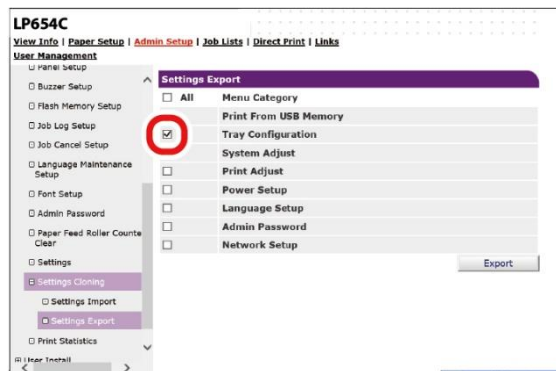 LP654C
View Info | Paper Setup | Admin Setup | Job Lists | Direct Print | Links
User Management
Panel Setup
Buzzer Setup
Flash Memory Setup
Job Log Setup
Job Cancel Setup
Language Maintenance
Setup
Font Setup
Admin Password
Paper Feed Roller Counte
Clear
Settings
Settings Cloning
Settings Import
Settings Export
Print Statistics
User Install
Settings Export
All Menu Category
Print From USB Memory
Tray Configuration
System Adjust
Print Adjust
Power Setup
Language Setup
Admin Password
Network Setup
Export